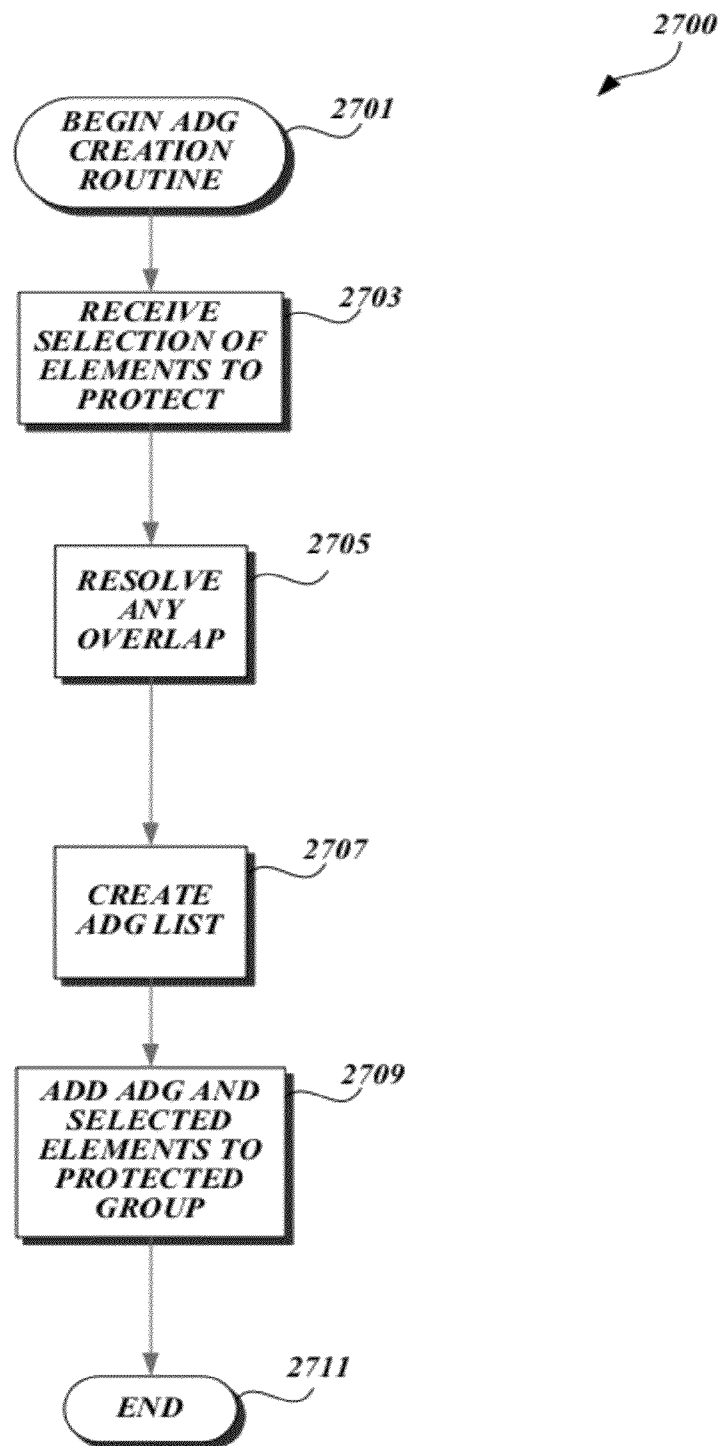 2700
BEGIN ADG
CREATION
ROUTINE
2701
RECEIVE
SELECTION OF
ELEMENTS TO
PROTECT
2703
RESOLVE
ANY
OVERLAP
2705
CREATE
ADG LIST
2707
ADD ADG AND
SELECTED
ELEMENTS TO
PROTECTED
GROUP
2709
END
2711